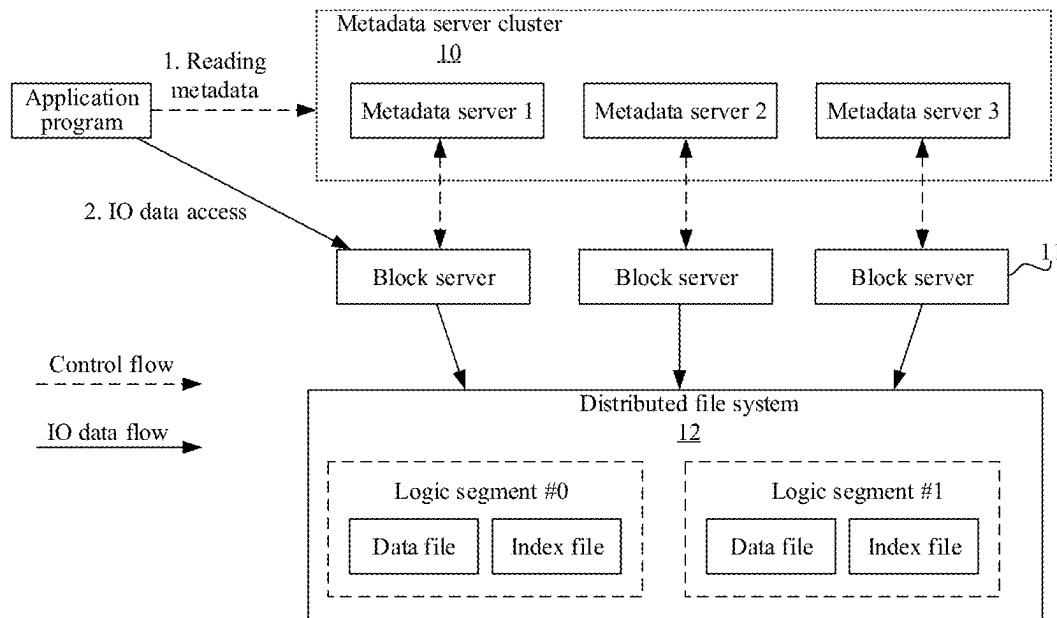 Metadata server cluster
10
1. Reading
metadata
Application
program
Metadata server 1
Metadata server 2
Metadata server 3
2. IO data access
Block server
Block server
Block server
11
Control flow
IO data flow
Distributed file system
12
Logic segment #0
Data file
Index file
Logic segment #1
Data file
Index file